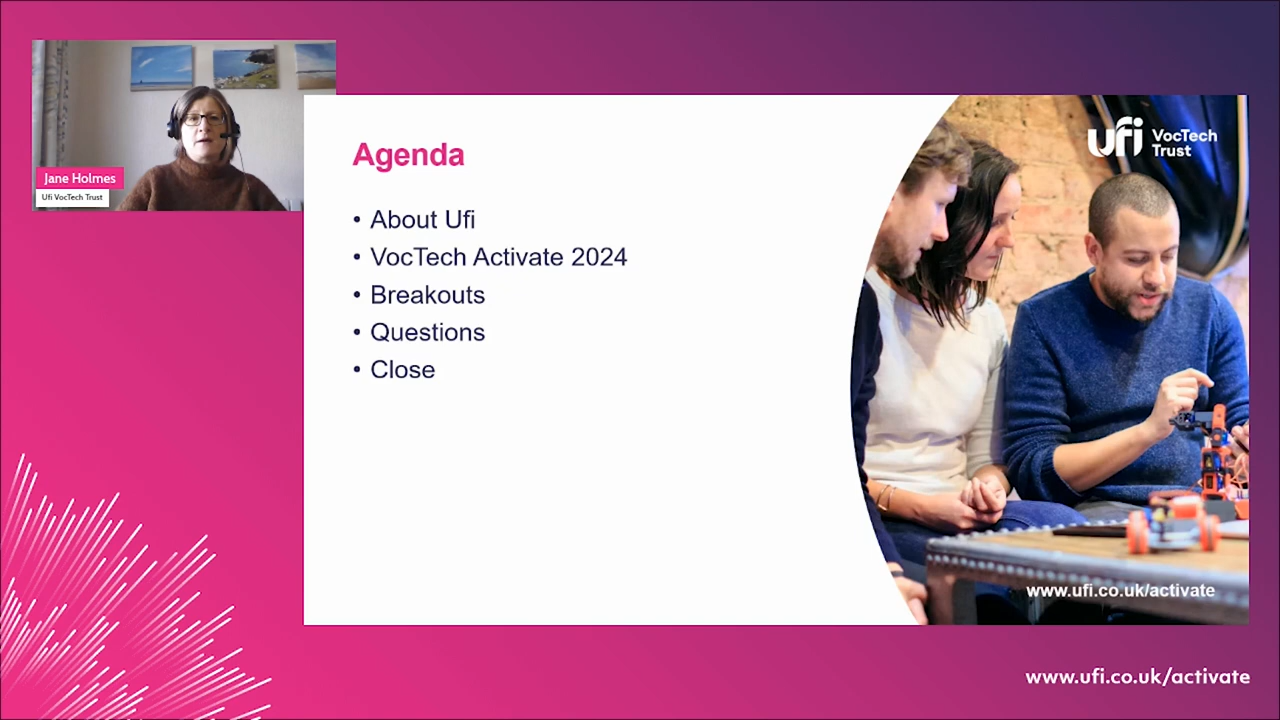 Jane Holmes
Ufi VocTech Trust
Agenda
• About Ufi
• VocTech Activate 2024
• Breakouts
• Questions
• Close
ufi VocTech
Trust
www.ufi.co.uk/activate
www.ufi.co.uk/activate